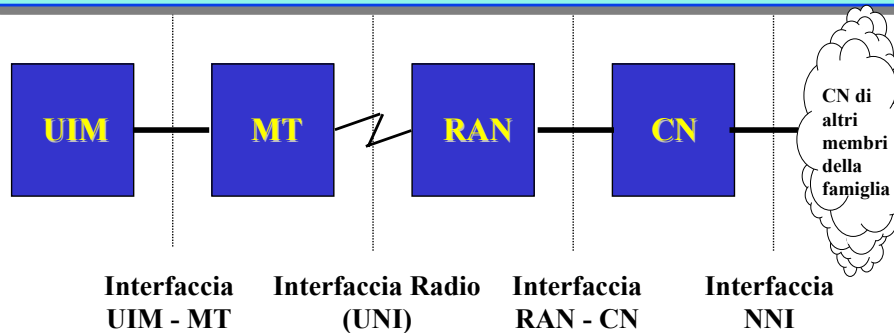 UIM
MT
RAN
CN
CN di
altri
membri
della
famiglia
Interfaccia
UIM - MT
Interfaccia Radio
(UNI)
Interfaccia
RAN - CN
Interfaccia
NNI